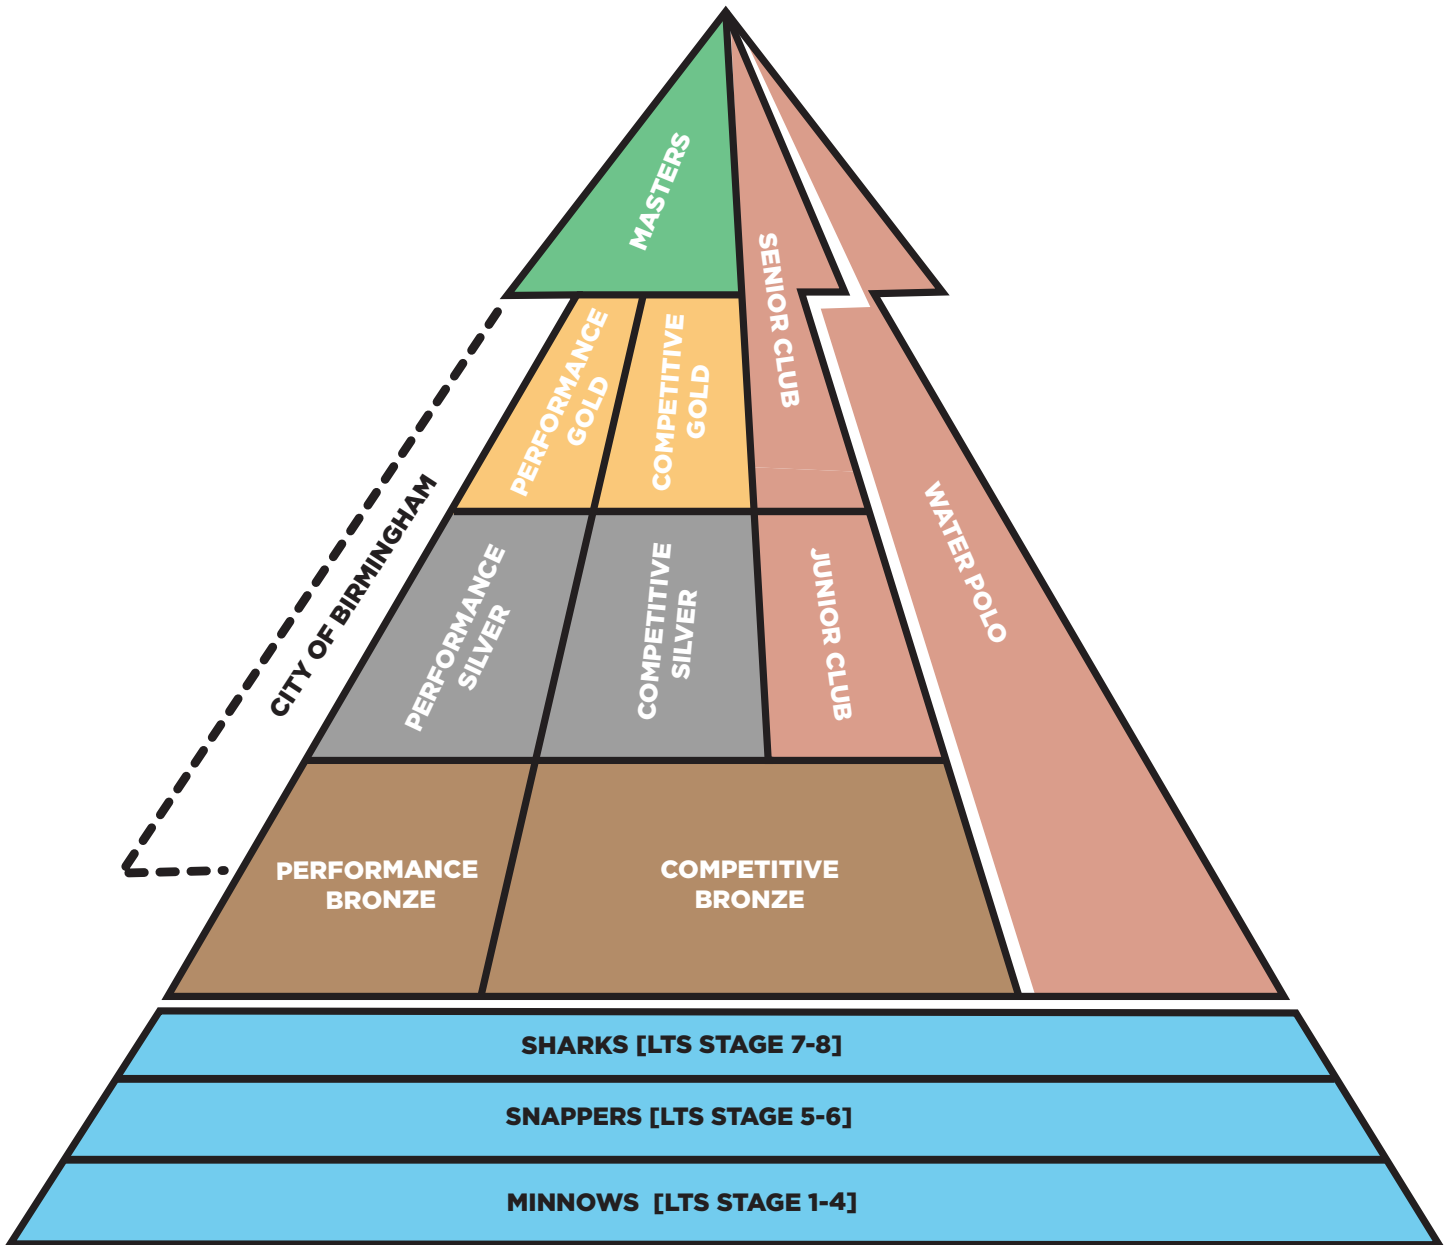 MASTERS
SENIOR CLUB
PERFORMANCE
GOLD
COMPETITIVE
GOLD
CITY OF BIRMINGHAM
WATER POLO
PERFORMANCE
SILVER
COMPETITIVE
SILVER
JUNIOR CLUB
PERFORMANCE
BRONZE
COMPETITIVE
BRONZE
SHARKS [LTS STAGE 7-8]
SNAPPERS [LTS STAGE 5-6]
MINNOWS [LTS STAGE 1-4]